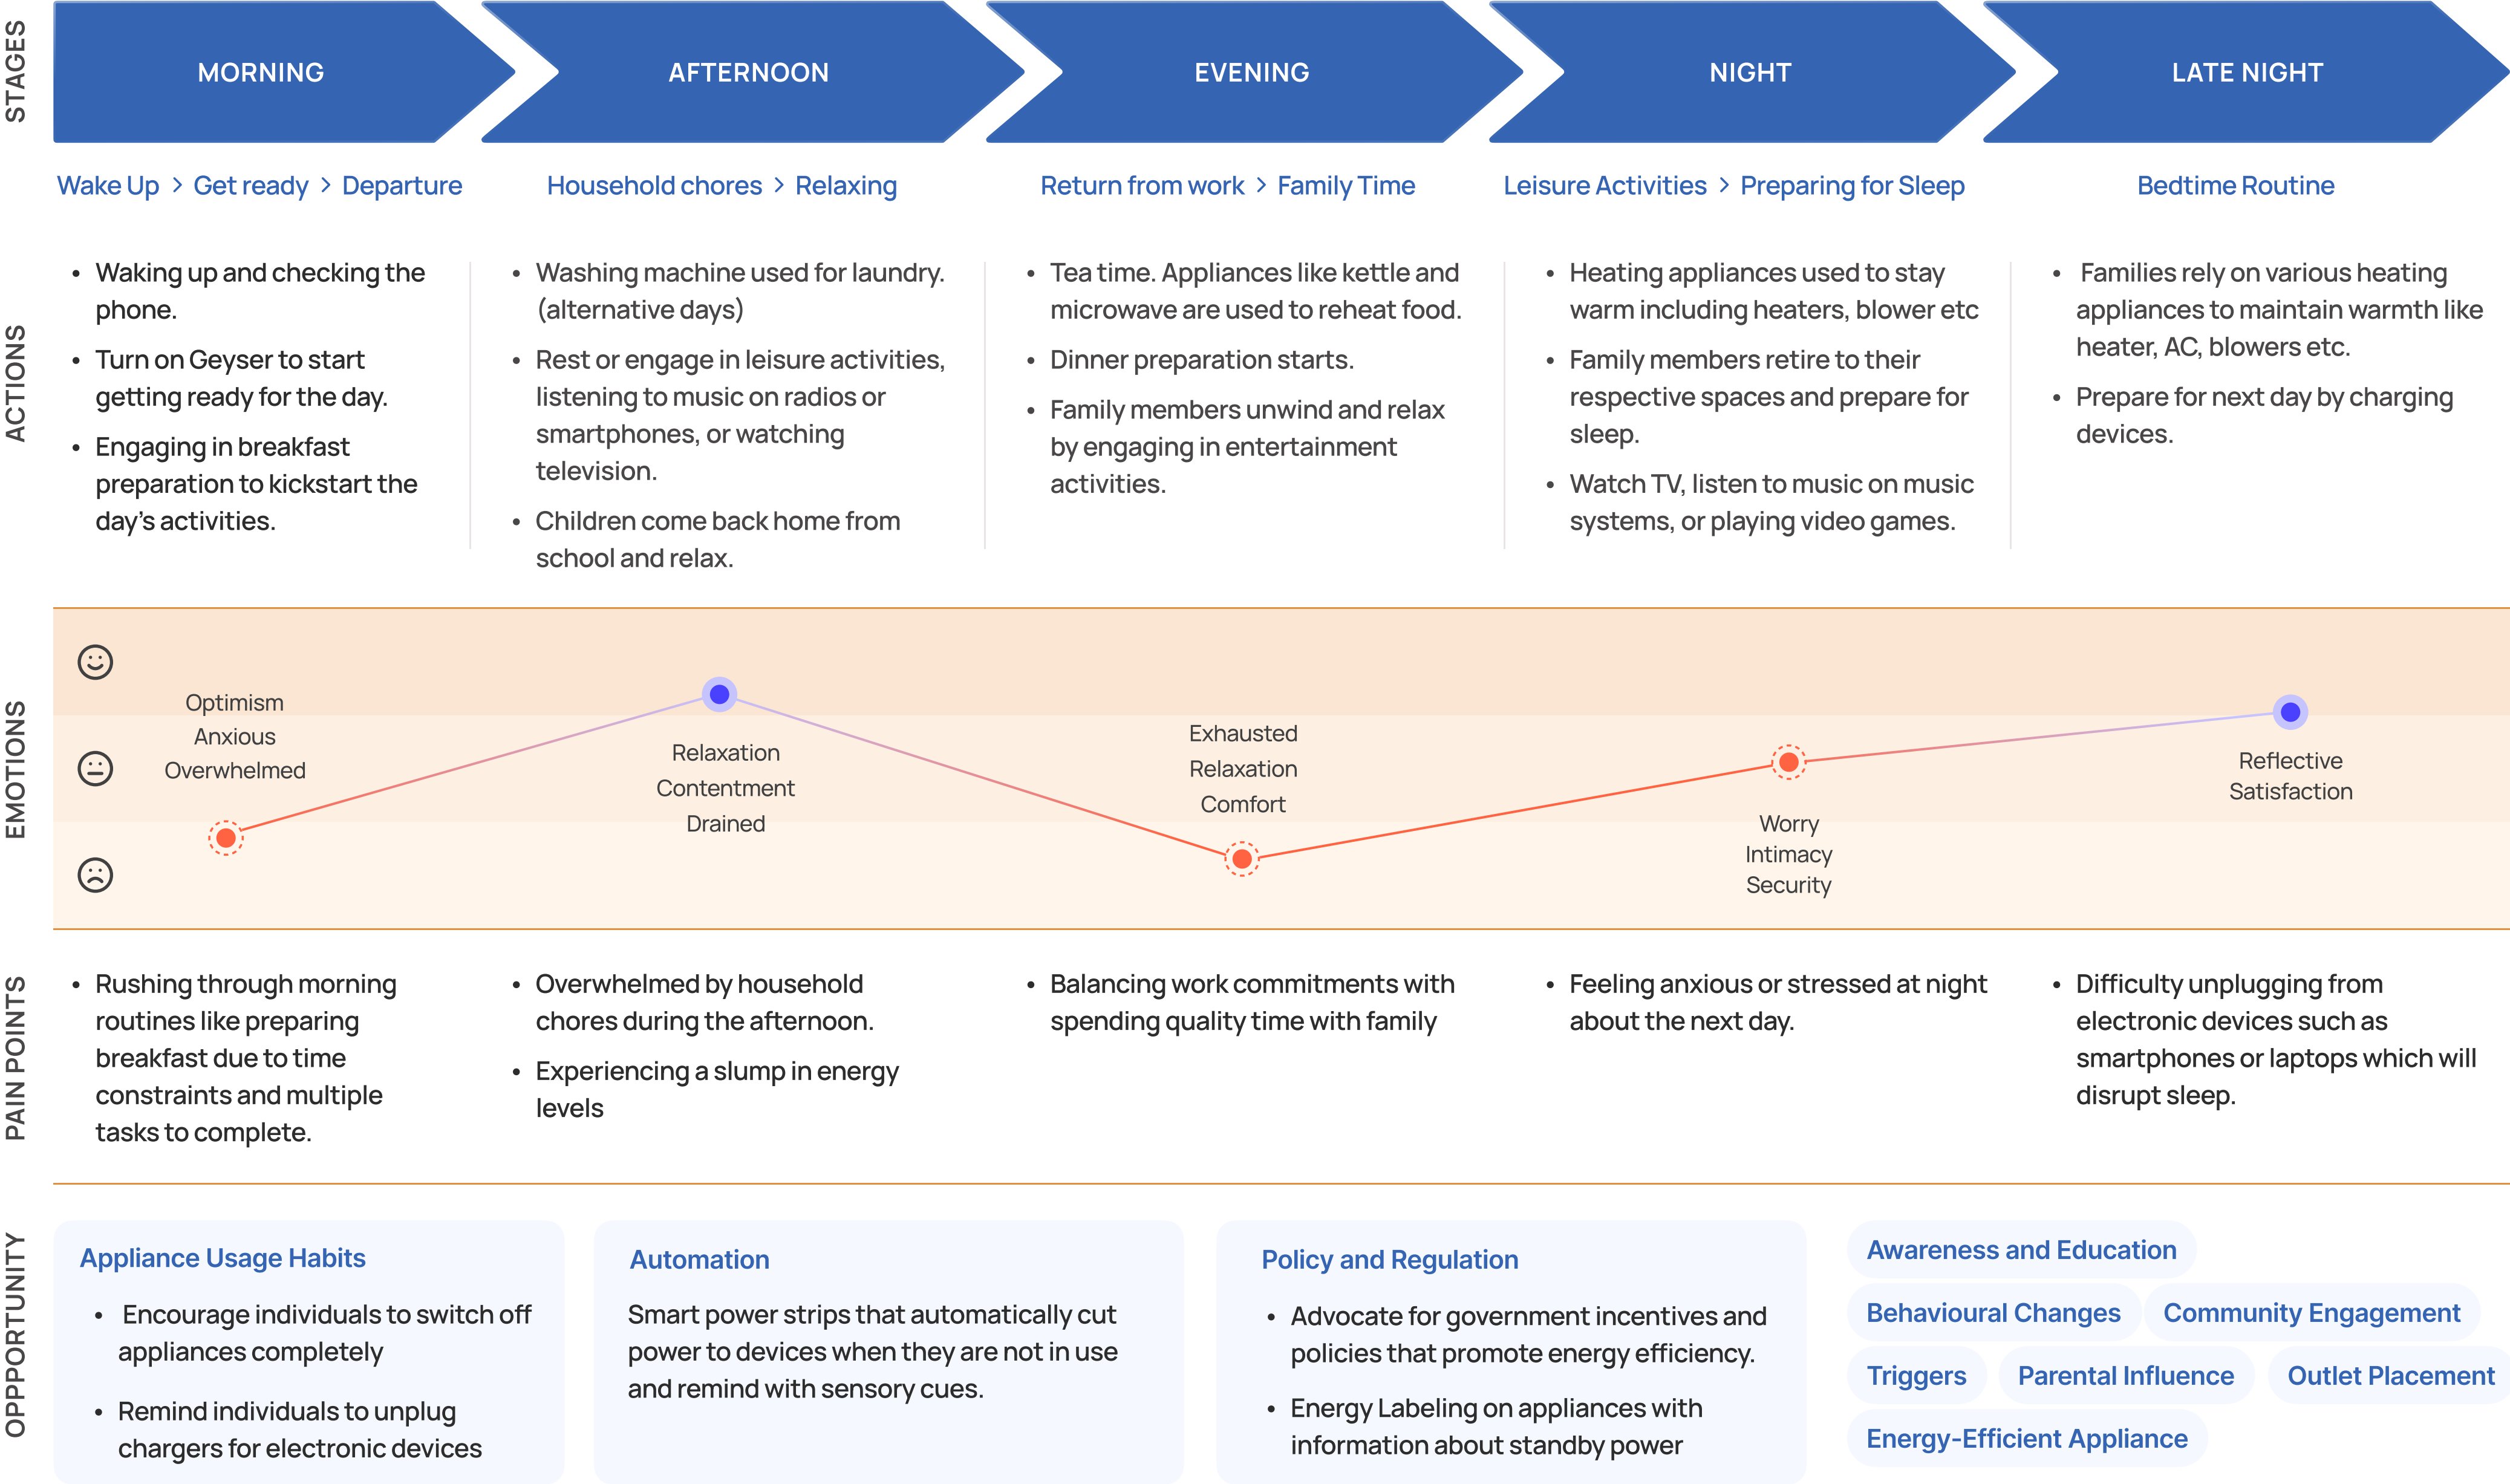 STAGES
MORNING
AFTERNOON
EVENING
NIGHT
LATE NIGHT
Wake Up > Get ready > Departure
Household chores > Relaxing
Return from work > Family Time
Leisure Activities > Preparing for Sleep
Bedtime Routine
ACTIONS
• Waking up and checking the
phone.
• Turn on Geyser to start
getting ready for the day.
• Engaging in breakfast
preparation to kickstart the
day's activities.
• Washing machine used for laundry.
(alternative days)
• Rest or engage in leisure activities,
listening to music on radios or
smartphones, or watching
television.
• Children come back home from
school and relax.
• Tea time. Appliances like kettle and
microwave are used to reheat food.
• Dinner preparation starts.
• Family members unwind and relax
by engaging in entertainment
activities.
• Heating appliances used to stay
warm including heaters, blower etc
• Family members retire to their
respective spaces and prepare for
sleep.
• Watch TV, listen to music on music
systems, or playing video games.
• Families rely on various heating
appliances to maintain warmth like
heater, AC, blowers etc.
• Prepare for next day by charging
devices.
EMOTIONS
Optimism
Anxious
Overwhelmed
Relaxation
Contentment
Drained
Exhausted
Relaxation
Comfort
Worry
Intimacy
Security
Reflective
Satisfaction
PAIN POINTS
• Rushing through morning
routines like preparing
breakfast due to time
constraints and multiple
tasks to complete.
• Overwhelmed by household
chores during the afternoon.
• Experiencing a slump in energy
levels
• Balancing work commitments with
spending quality time with family
• Feeling anxious or stressed at night
about the next day.
• Difficulty unplugging from
electronic devices such as
smartphones or laptops which will
disrupt sleep.
OPPPORTUNITY
Appliance Usage Habits
• Encourage individuals to switch off
appliances completely
• Remind individuals to unplug
chargers for electronic devices
Automation
Smart power strips that automatically cut
power to devices when they are not in use
and remind with sensory cues.
Policy and Regulation
• Advocate for government incentives and
policies that promote energy efficiency.
• Energy Labeling on appliances with
information about standby power
Awareness and Education
Behavioural Changes
Community Engagement
Triggers
Parental Influence
Outlet Placement
Energy-Efficient Appliance